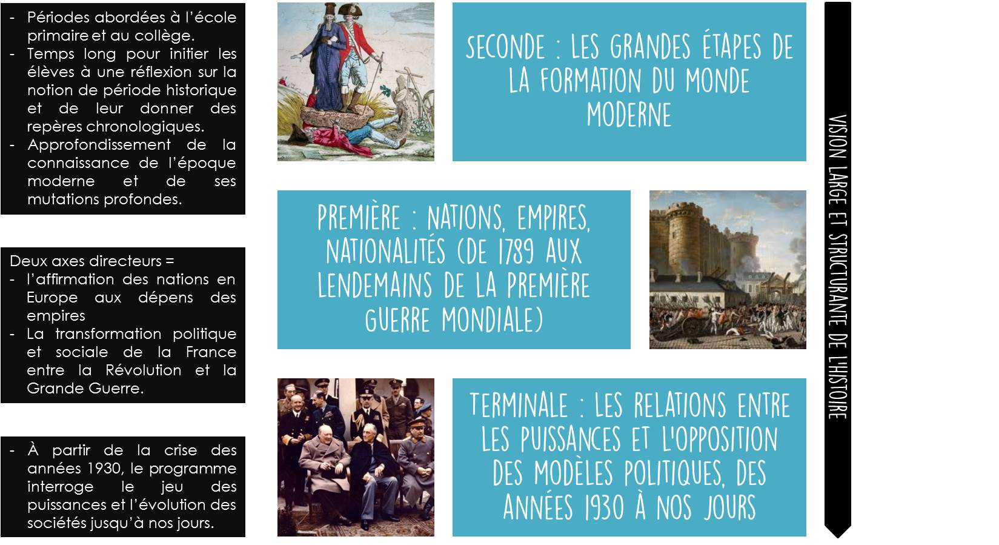 - Périodes abordées à l’école
primaire et au collège.
- Temps long pour initier les
élèves à une réflexion sur la
notion de période historique
et de leur donner des
repères chronologiques.
- Approfondissement de la
connaissance de l’époque
moderne et de ses
mutations profondes.
SECONDE : LES GRANDES ÉTAPES DE
LA FORMATION DU MONDE
MODERNE
Deux axes directeurs =
- l’affirmation des nations en
Europe aux dépens des
empires
- La transformation politique
et sociale de la France
entre la Révolution et la
Grande Guerre.
PREMIÈRE : NATIONS, EMPIRES,
NATIONALITÉS (DE 1789 AUX
LENDEMAINS DE LA PREMIÈRE
GUERRE MONDIALE)
- À partir de la crise des
années 1930, le programme
interroge le jeu des
puissances et l’évolution des
sociétés jusqu’à nos jours.
TERMINALE : LES RELATIONS ENTRE
LES PUISSANCES ET L'OPPOSITION
DES MODÈLES POLITIQUES, DES
ANNÉES 1930 À NOS JOURS
VISION LARGE ET STRUCTURANTE DE L'HISTOIRE